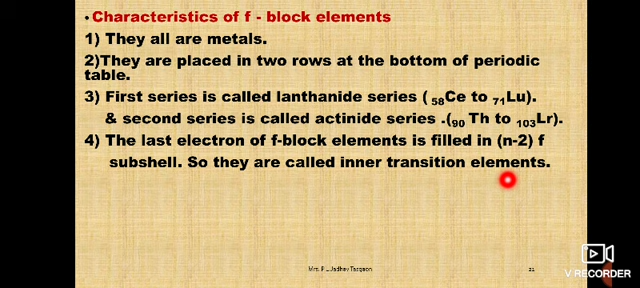 • Characteristics of f - block elements
1) They all are metals.
2)They are placed in two rows at the bottom of periodic
table.
3) First series is called lanthanide series ( 58Ce to 71Lu).
& second series is called actinide series .(90 Th to 103Lr).
4) The last electron of f-block elements is filled in (n-2) f
subshell. So they are called inner transition elements.
Mrs. P L Jadhav Tasgaon
21
V RECORDER